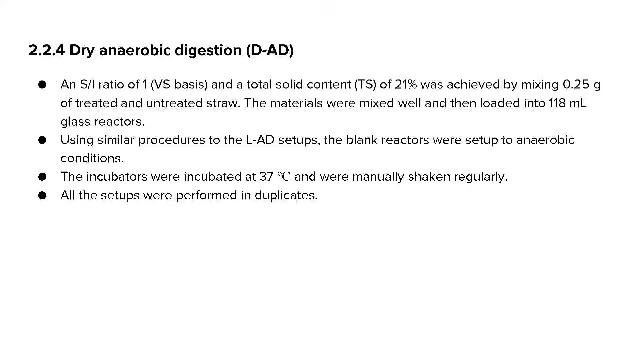 2.2.4 Dry anaerobic digestion (D-AD)
● An S/I ratio of 1 (VS basis) and a total solid content (TS) of 21% was achieved by mixing 0.25 g
of treated and untreated straw. The materials were mixed well and then loaded into 118 mL
glass reactors.
● Using similar procedures to the L-AD setups, the blank reactors were setup to anaerobic
conditions.
● The incubators were incubated at 37 ℃ and were manually shaken regularly.
● All the setups were performed in duplicates.